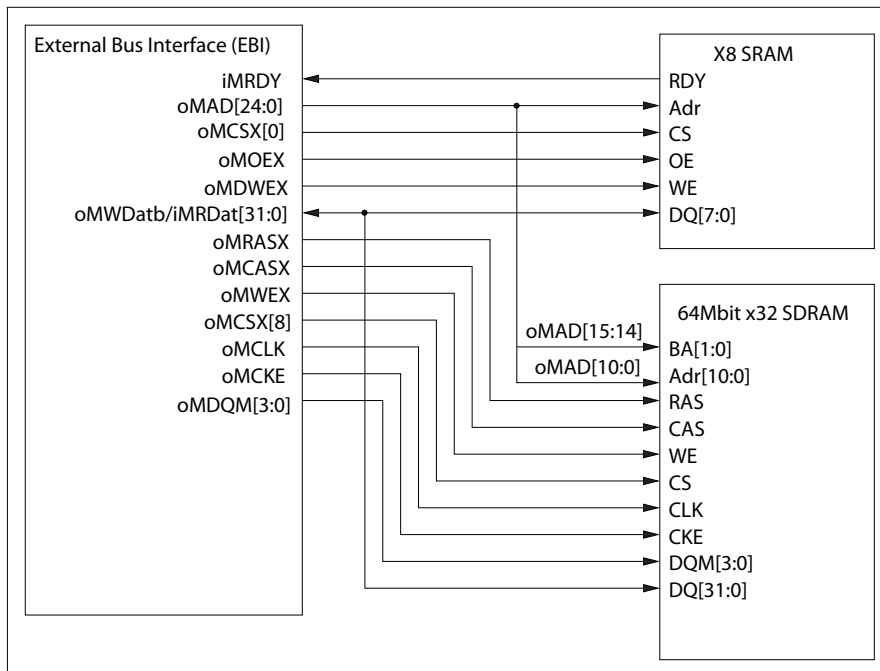 External Bus Interface (EBI)
iMRDY
oMAD[24:0]
oMCSX[0]
oMOEX
oMDWEX
oMWDatb/iMRDat[31:0]
oMRASX
oMCASX
oMWEX
oMCSX[8]
oMCLK
oMCKE
oMDQM[3:0]
X8 SRAM
RDY
Adr
CS
OE
WE
DQ[7:0]
oMAD[15:14]
oMAD[10:0]
64Mbit x32 SDRAM
BA[1:0]
Adr[10:0]
RAS
CAS
WE
CS
CLK
CKE
DQM[3:0]
DQ[31:0]